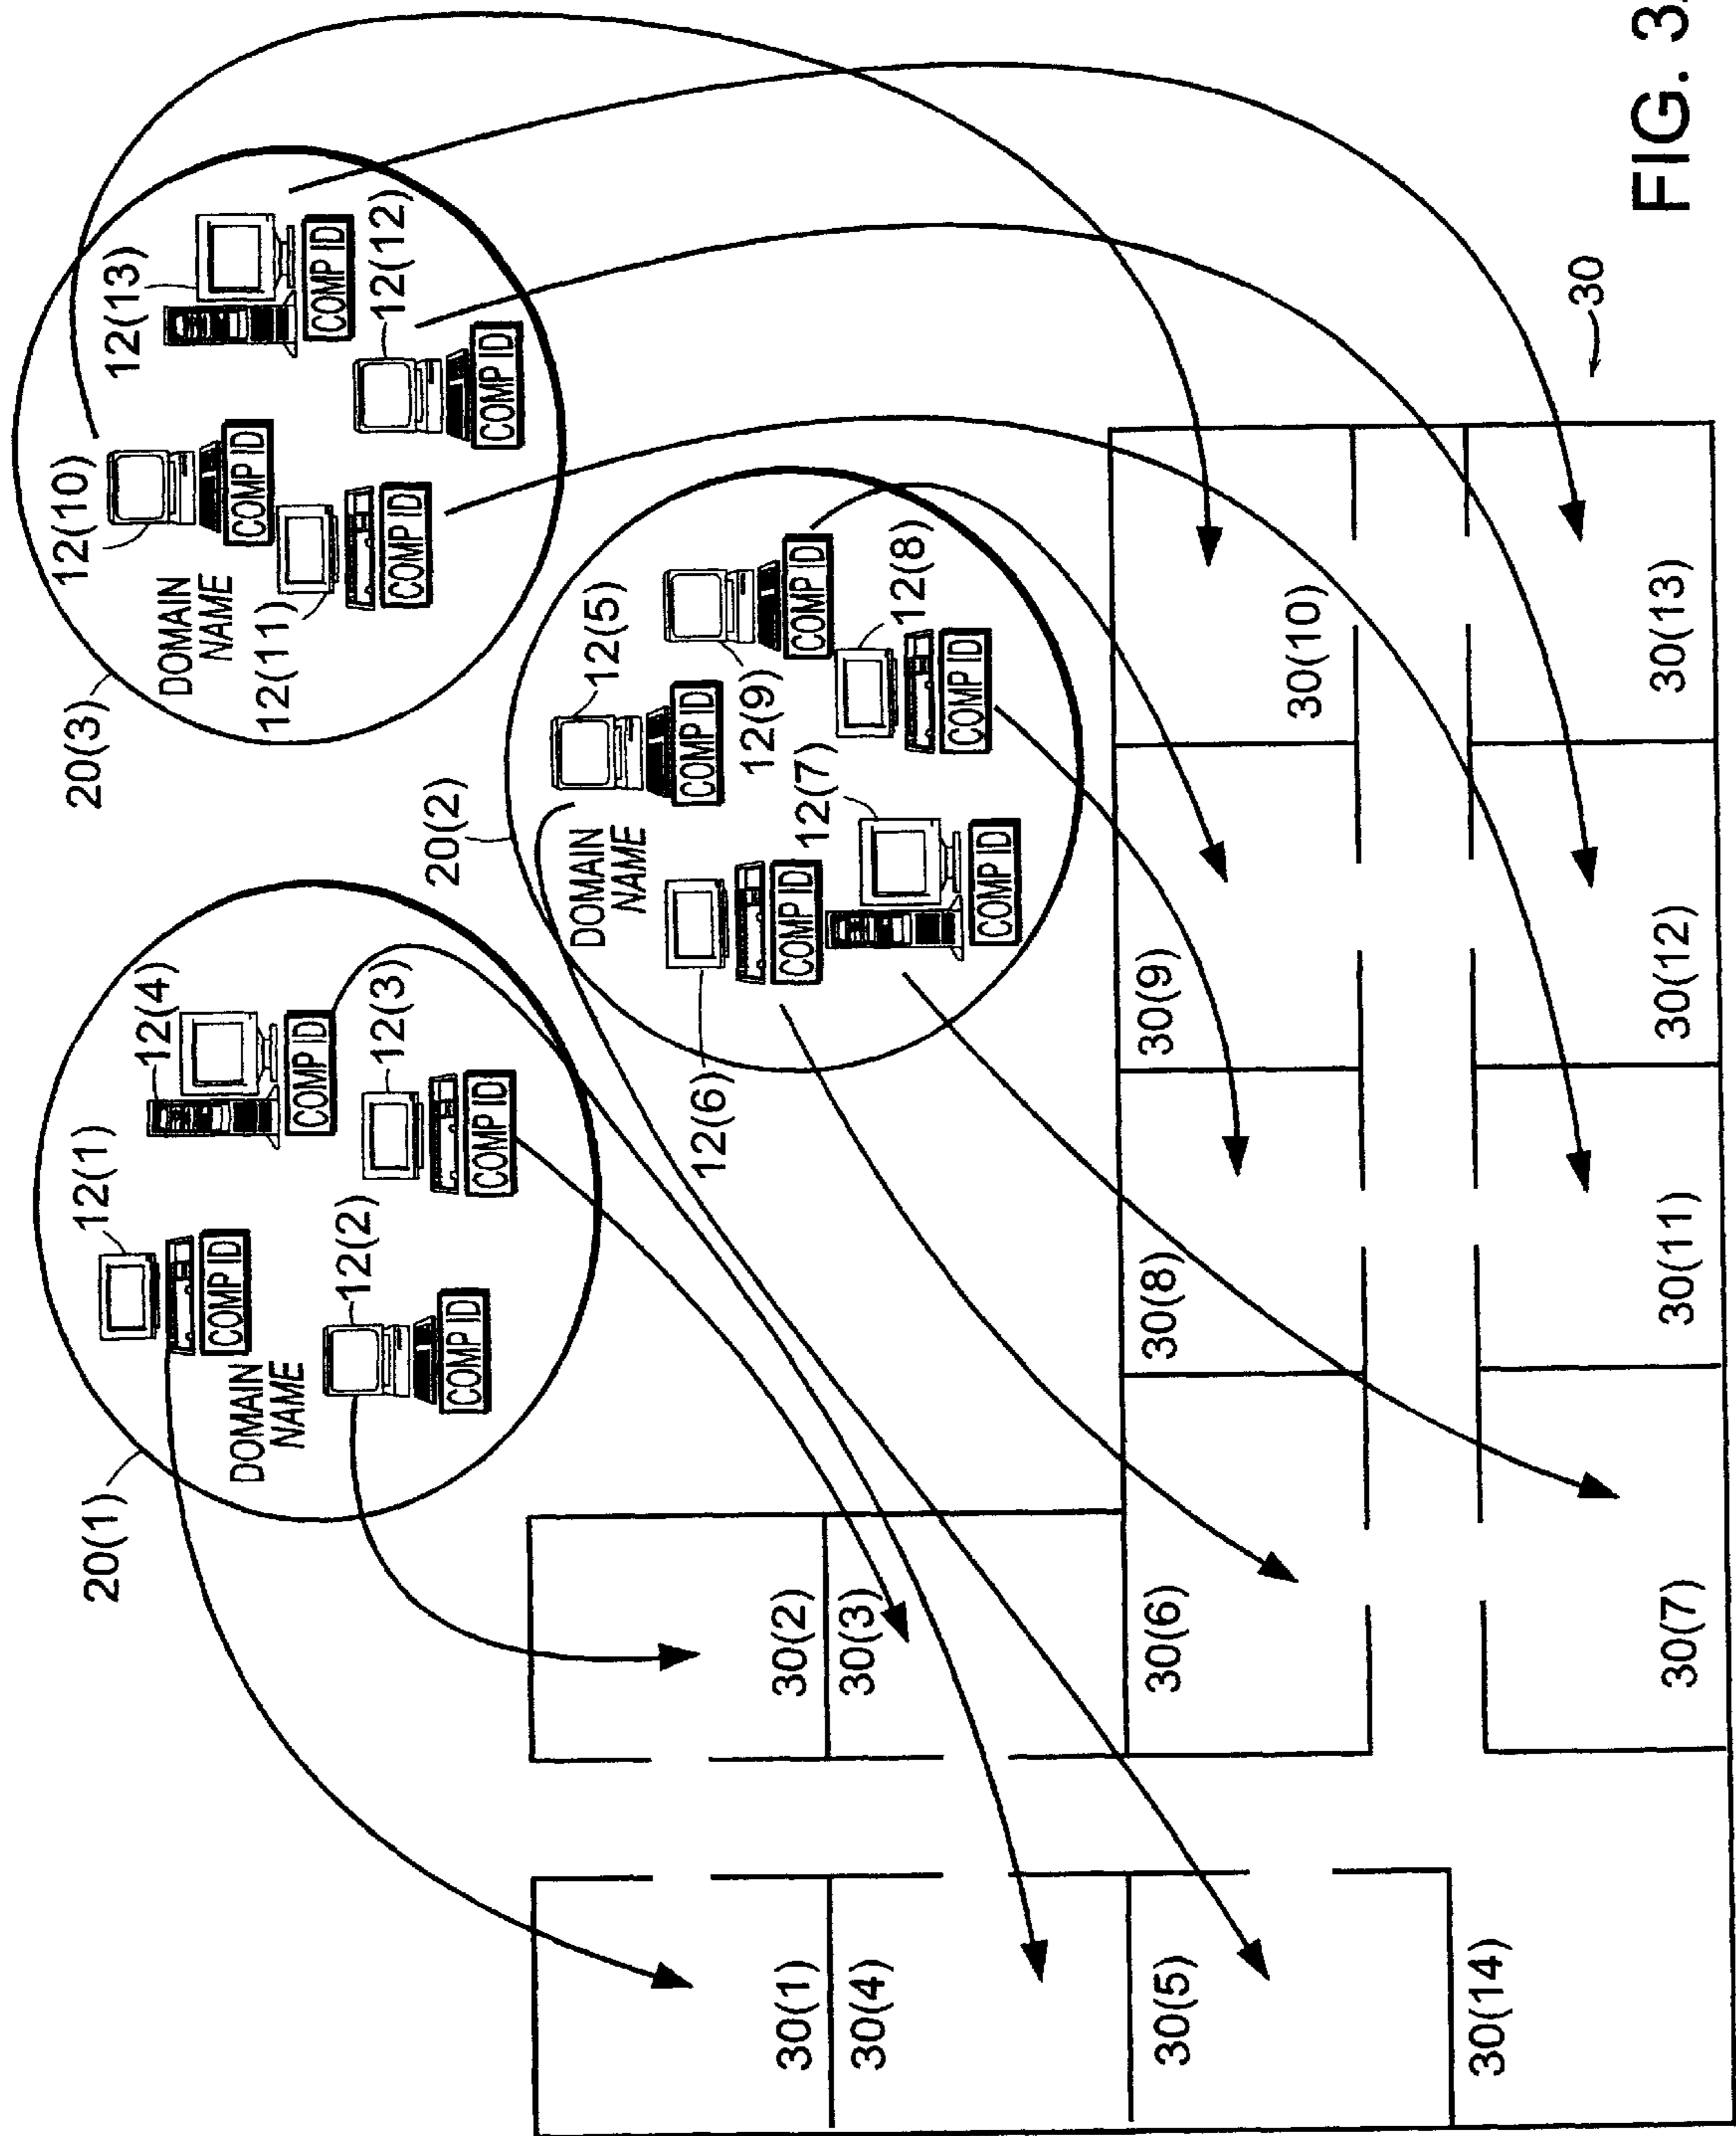 20(1)
12(1)
COMP ID
12(4)
COMP ID
DOMAIN
NAME
12(2)
COMP ID
12(3)
COMP ID
20(2)
DOMAIN
NAME
12(5)
COMP ID
12(6)
COMP ID
12(9)
COMP ID
12(7)
COMP ID
12(8)
COMP ID
20(3)
12(10)
COMP ID
12(13)
COMP ID
DOMAIN
NAME
12(11)
COMP ID
12(12)
COMP ID
30(1)
30(2)
30(4)
30(3)
30(5)
30(6)
30(8)
30(9)
30(10)
30(14)
30(7)
30(11)
30(12)
30(13)
30
FIG. 3